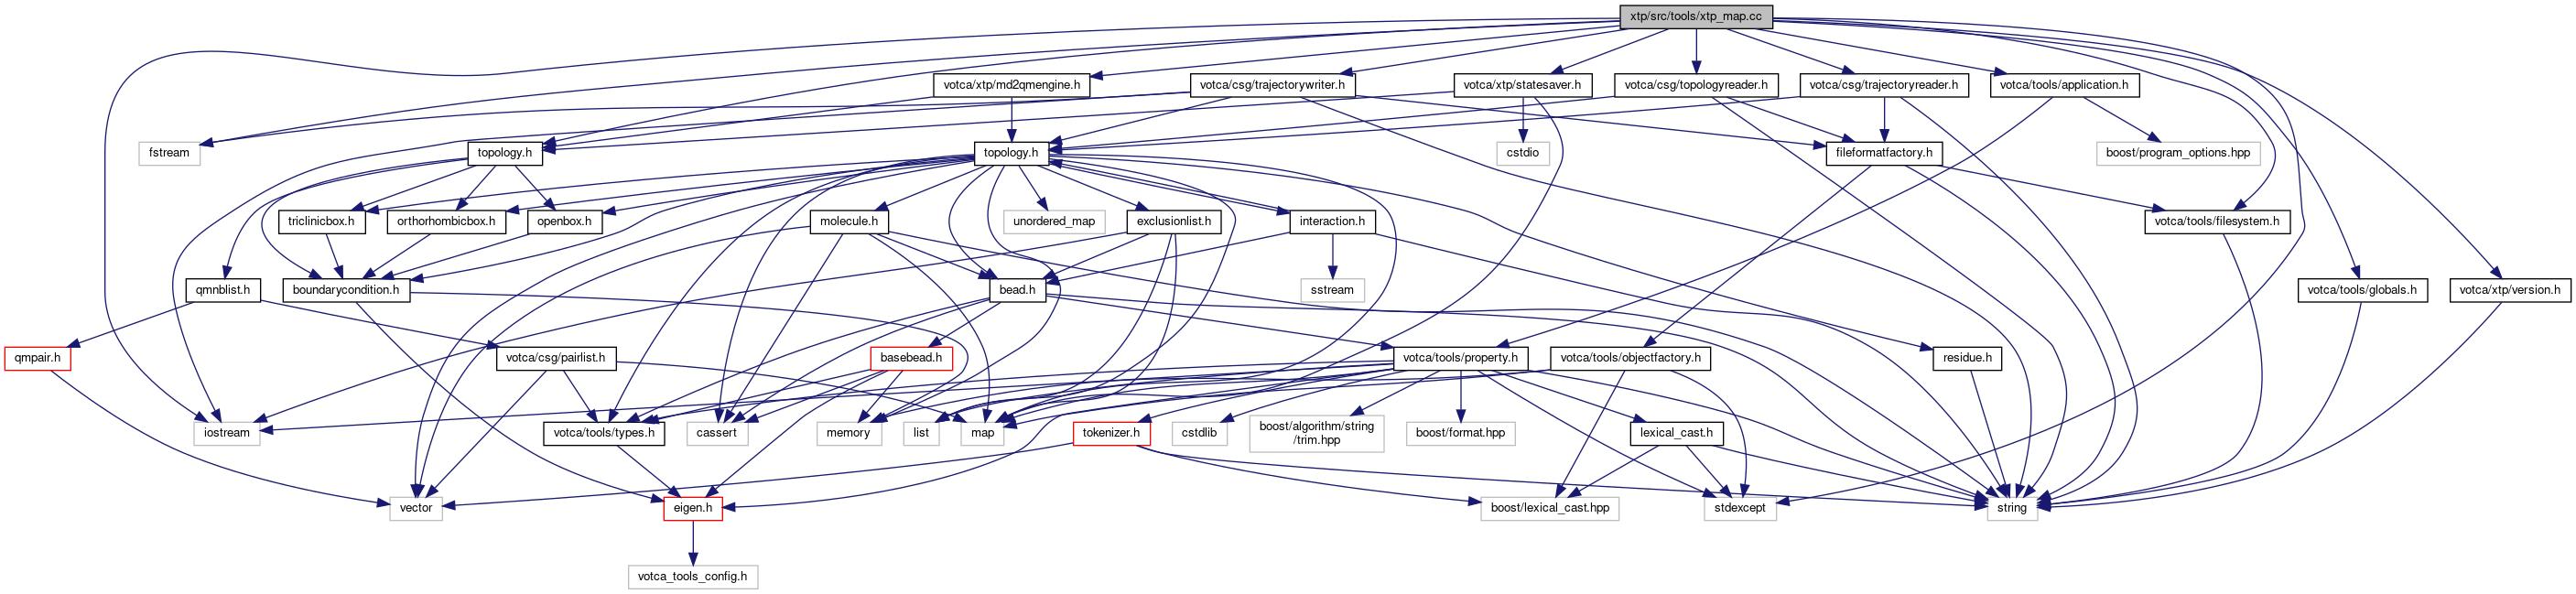 xtp/src/tools/xtp_map.cc
votca/xtp/md2qmengine.h
votca/csg/trajectorywriter.h
votca/xtp/statesaver.h
votca/csg/topologyreader.h
votca/csg/trajectoryreader.h
votca/tools/application.h
fstream
topology.h
topology.h
cstdio
fileformatfactory.h
boost/program_options.hpp
triclinicbox.h
orthorhombicbox.h
openbox.h
molecule.h
unordered_map
exclusionlist.h
interaction.h
votca/tools/filesystem.h
qmnblist.h
boundarycondition.h
bead.h
sstream
votca/tools/globals.h
votca/xtp/version.h
qmpair.h
votca/csg/pairlist.h
basebead.h
votca/tools/property.h
votca/tools/objectfactory.h
residue.h
iostream
votca/tools/types.h
cassert
memory
list
map
tokenizer.h
cstdlib
boost/algorithm/string
/trim.hpp
boost/format.hpp
lexical_cast.h
vector
eigen.h
boost/lexical_cast.hpp
stdexcept
string
votca_tools_config.h